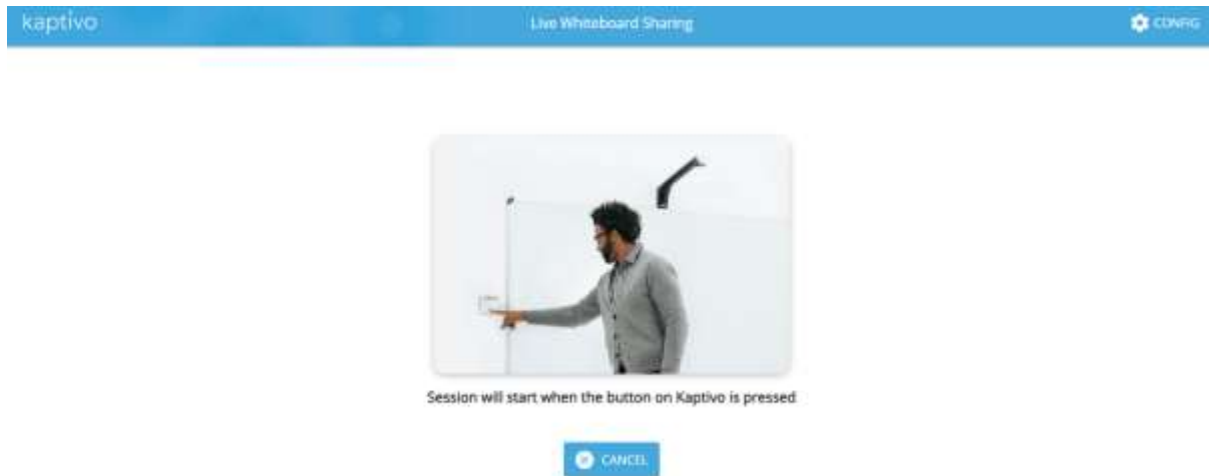 kaptivo
Live Whiteboard Sharing
CONFIG
Session will start when the button on Kaptivo is pressed
CANCEL